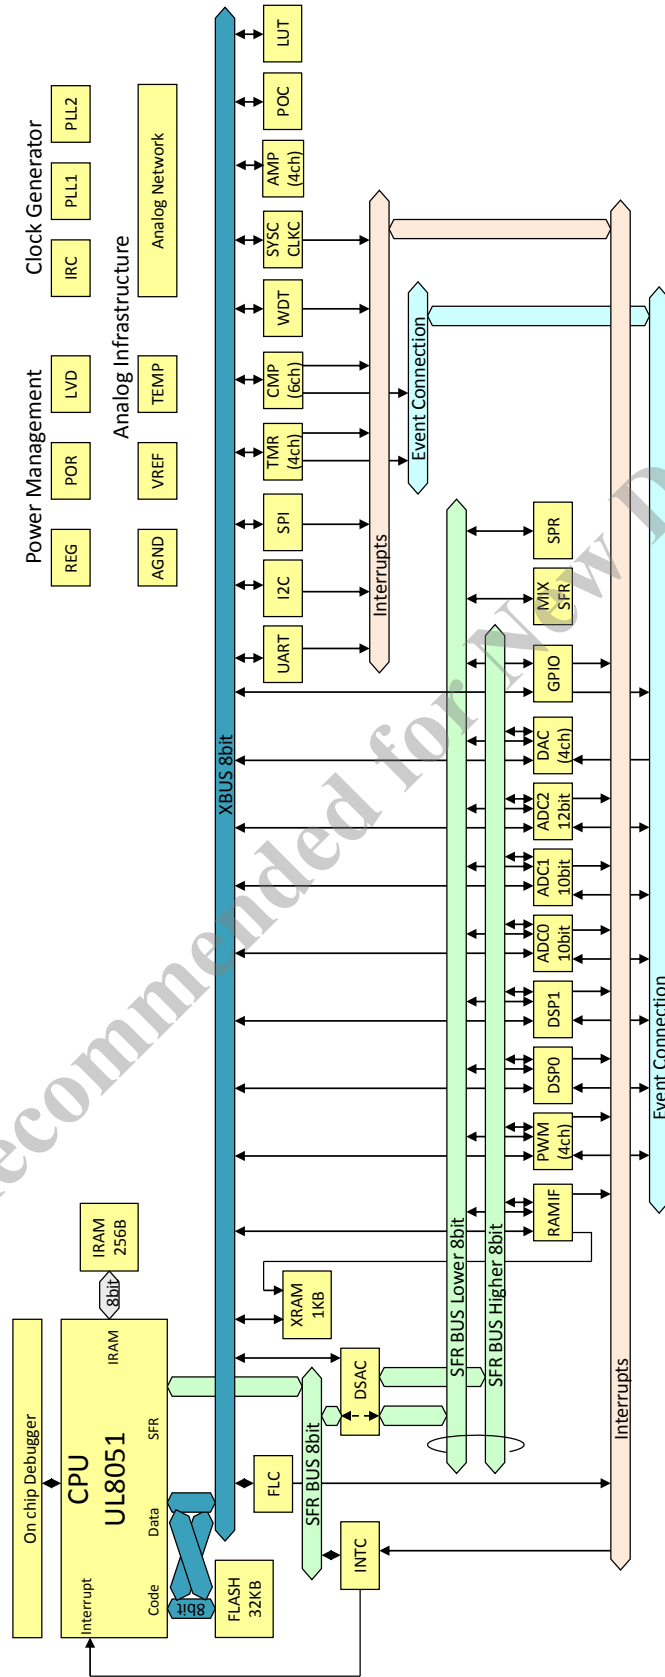 On chip Debugger
CPU
UL8051
Interrupt
Code
Data
SFR
IRAM
8bit
IRAM
256B
8bit
FLASH
32KB
Power Management
REG
POR
LVD
Clock Generator
IRC
PLL1
PLL2
Analog Infrastructure
AGND
VREF
TEMP
Analog Network
XBUS 8bit
FLC
XRAM
1KB
UART
I2C
SPI
TMR
(4ch)
CMP
(6ch)
WDT
SYSC
CLKC
AMP
(4ch)
POC
LUT
SFR BUS 8bit
INTC
DSAC
Interrupts
Event Connection
SFR BUS Lower 8bit
SFR BUS Higher 8bit
RAMIF
PWM
(4ch)
DSP0
DSP1
ADC0
10bit
ADC1
10bit
ADC2
12bit
DAC
(4ch)
GPIO
MIX
SFR
SPR
Interrupts
Event Connection
ecommended for New D